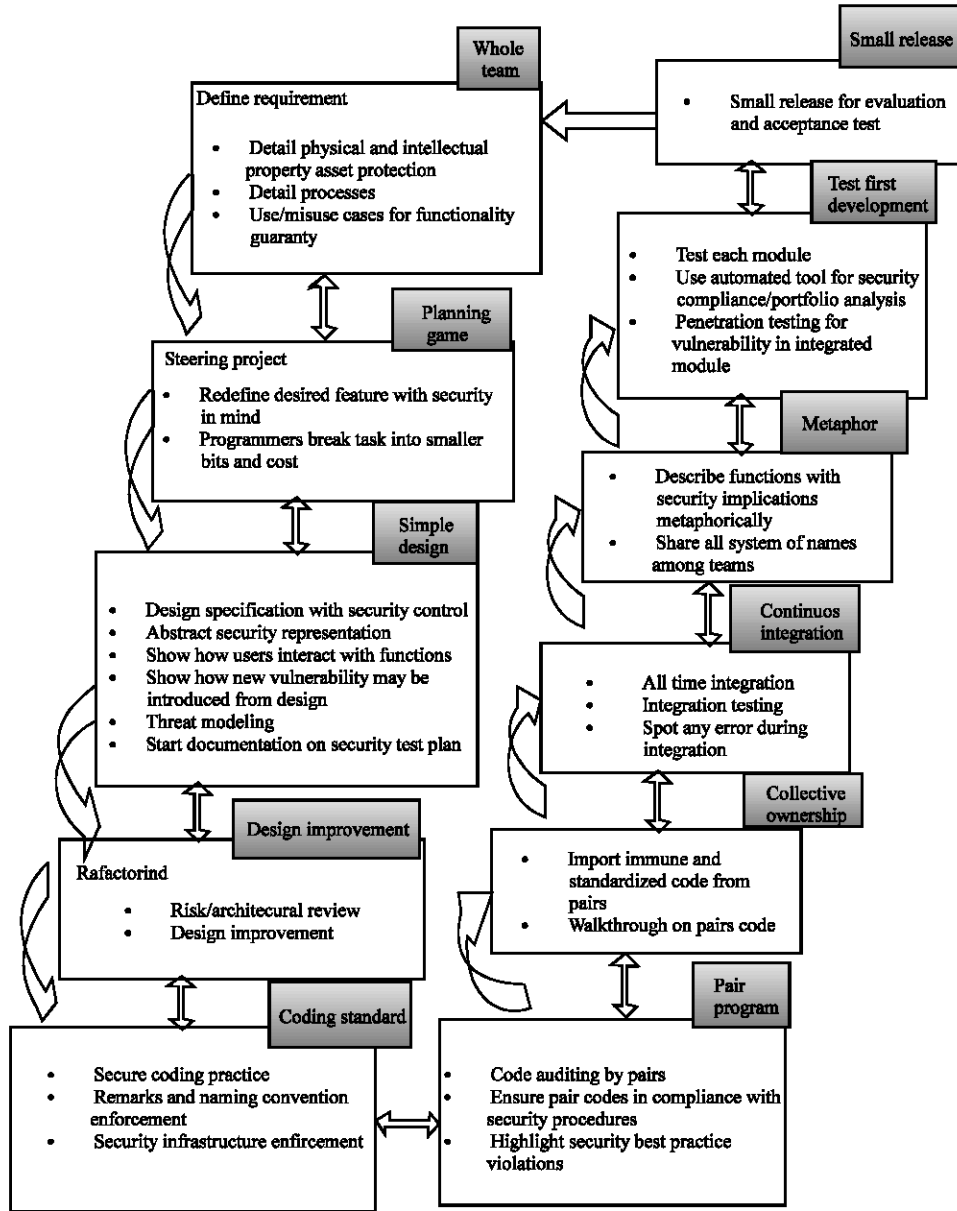 Whole
team
Define requirement
• Detail physical and intellectual
property asset protection
• Detail processes
• Use/misuse cases for functionality
guaranty
Planning
game
Steering project
• Redefine desired feature with security
in mind
• Programmers break task into smaller
bits and cost
Simple
design
• Design specification with security control
• Abstract security representation
• Show how users interact with functions
• Show how new vulnerability may be
introduced from design
• Threat modeling
• Start documentation on security test plan
Design improvement
Rafactorind
• Risk/architecural review
• Design improvement
Coding standard
• Secure coding practice
• Remarks and naming convention
enforcement
• Security infrastructure enfircement
Small release
• Small release for evaluation
and acceptance test
Test first
development
• Test each module
• Use automated tool for security
compliance/portfolio analysis
• Penetration testing for
vulnerability in integrated
module
Metaphor
• Describe functions with
security implications
metaphorically
• Share all system of names
among teams
Continuos
integration
• All time integration
• Integration testing
• Spot any error during
integration
Collective
ownership
• Import immune and
standardized code from
pairs
• Walkthrough on pairs code
Pair
program
• Code auditing by pairs
• Ensure pair codes in compliance with
security procedures
• Highlight security best practice
violations